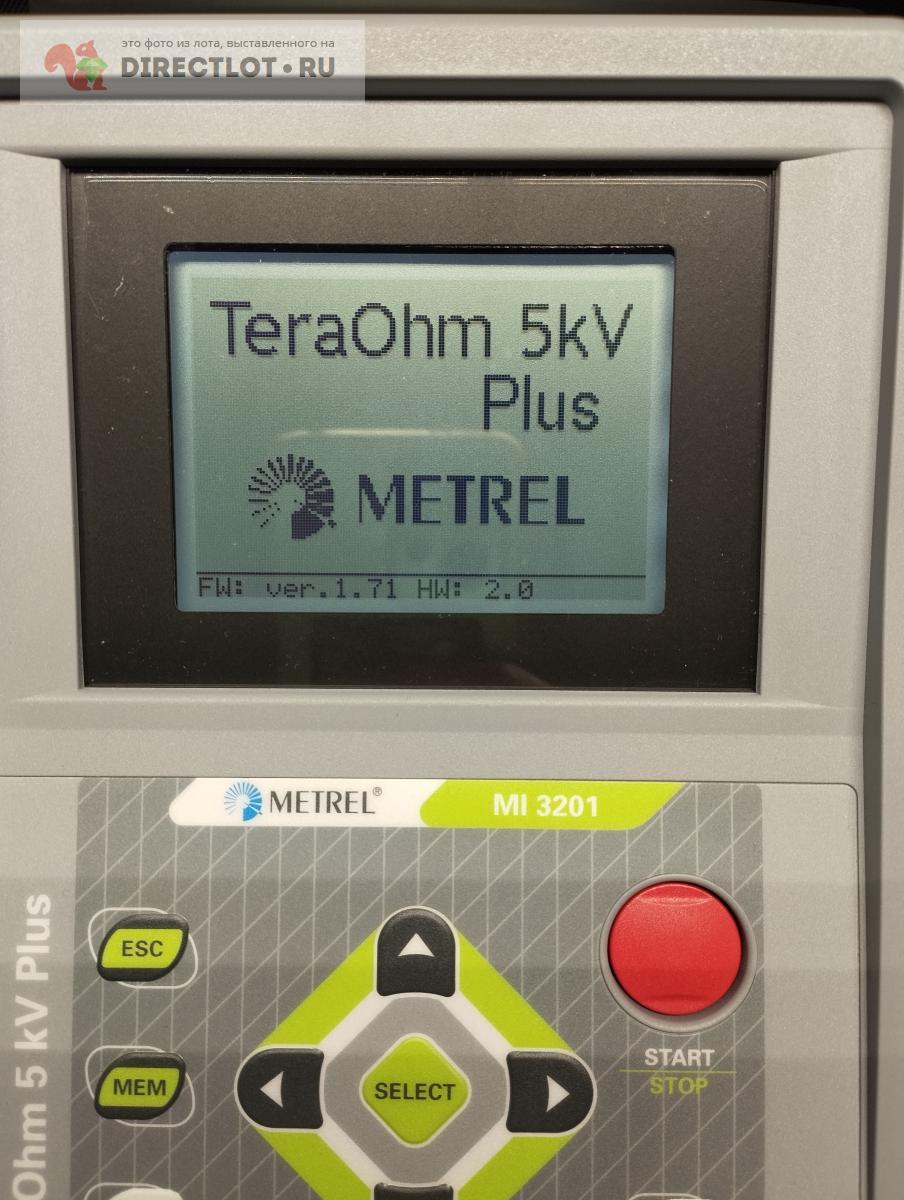 это фото из лота, выставленного на
DIRECTLOT.RU
TeraOhm 5kV
Plus
METREL
FW: ver.1.71 HW: 2.0
METREL®
MI 3201
ESC
START
STOP
MEM
SELECT
Ohm 5 kV Plus